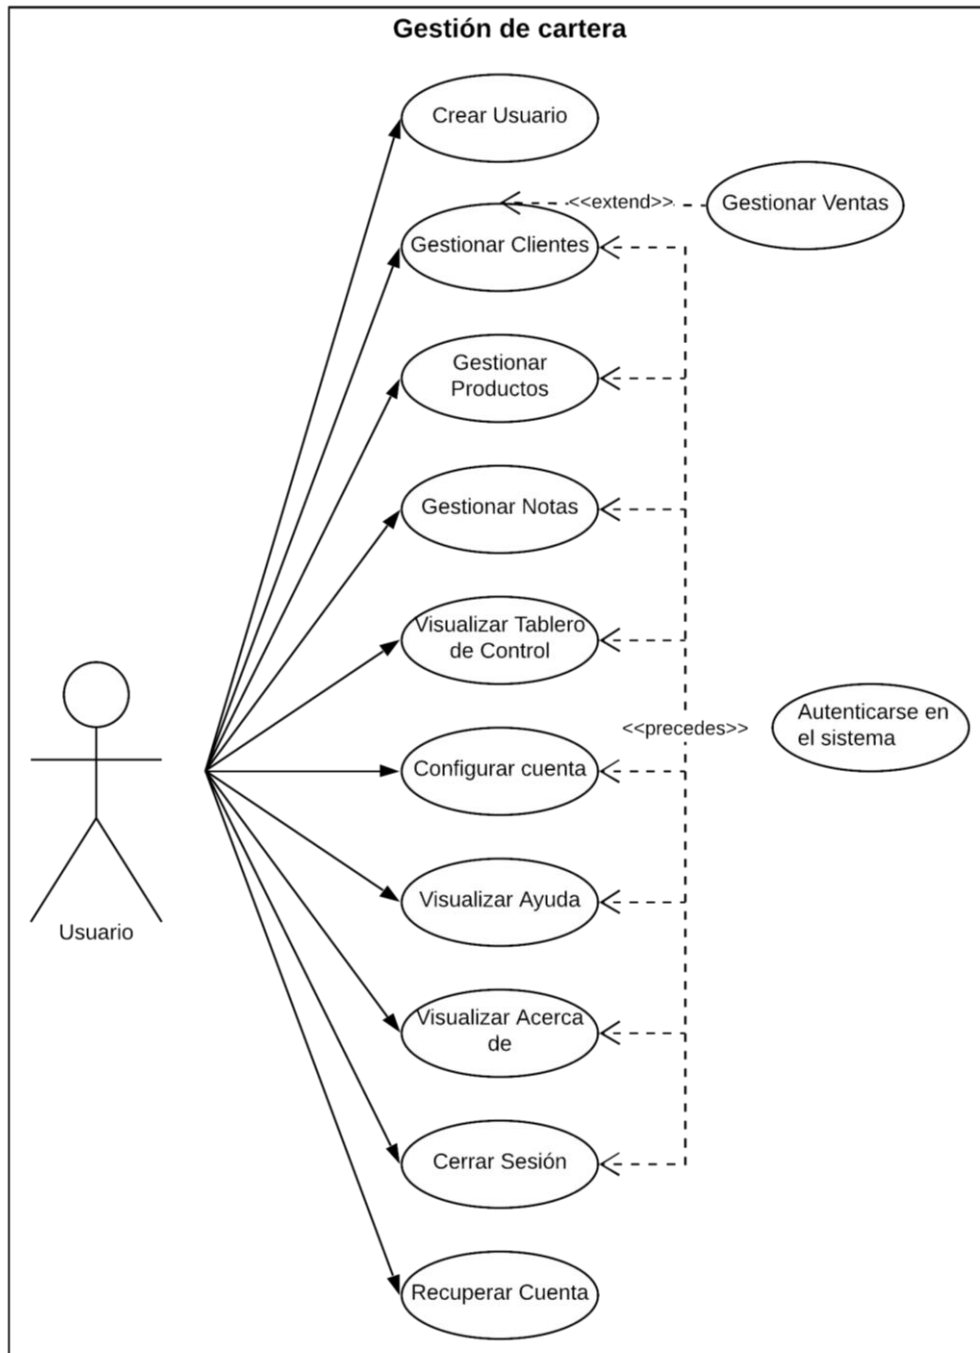 Gestión de cartera
Crear Usuario
<<extend>>
Gestionar Ventas
Gestionar Clientes
Gestionar
Productos
Gestionar Notas
Visualizar Tablero
de Control
<<precedes>>
Autenticarse en
el sistema
Configurar cuenta
Visualizar Ayuda
Usuario
Visualizar Acerca
de
Cerrar Sesión
Recuperar Cuenta